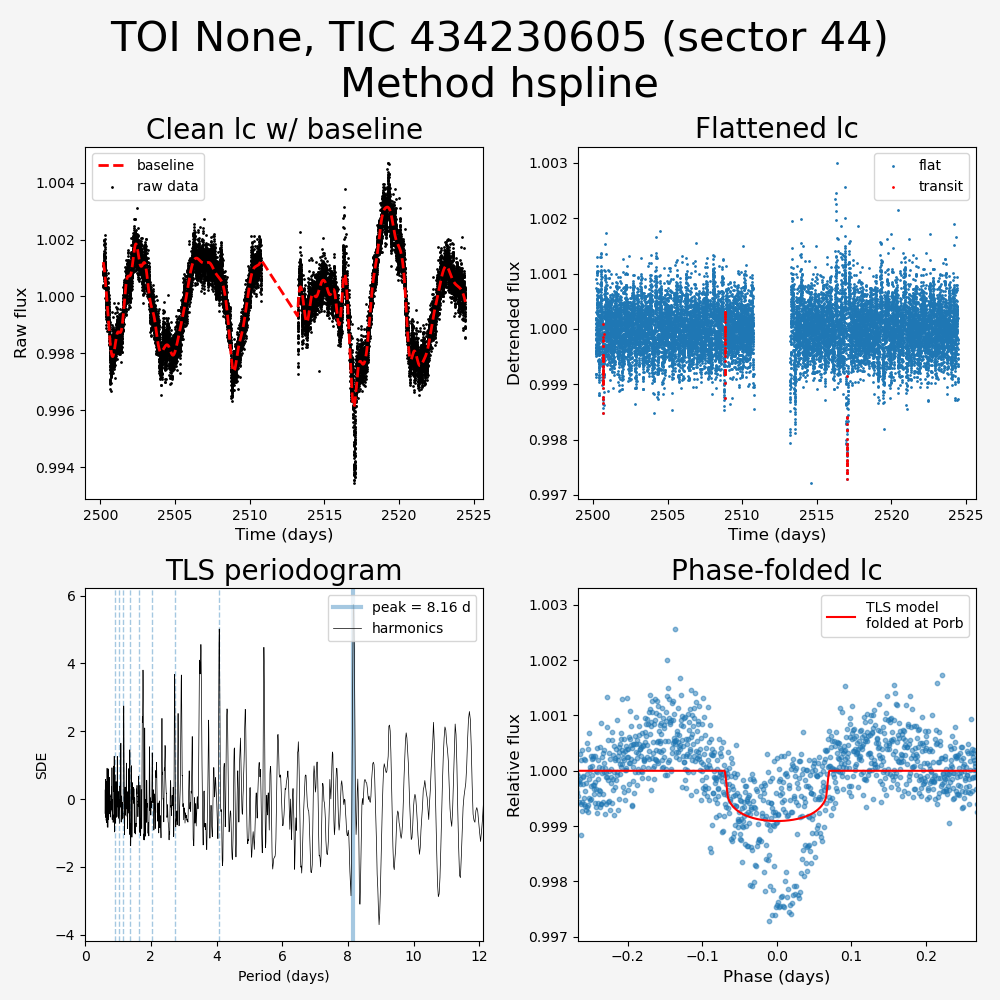 TOI None, TIC 434230605 (sector 44)
Method hspline
Clean lc w/ baseline
baseline
raw data
Raw flux
1.004
1.002
1.000
0.998
0.996
0.994
2500
2505
2510
2515
2520
2525
Time (days)
Flattened lc
flat
transit
Detrended flux
1.003
1.002
1.001
1.000
0.999
0.998
0.997
2500
2505
2510
2515
2520
2525
Time (days)
TLS periodogram
peak = 8.16 d
harmonics
SDE
6
4
2
0
−2
−4
0
2
4
6
8
10
12
Period (days)
Phase-folded lc
TLS model
folded at Porb
Relative flux
1.003
1.002
1.001
1.000
0.999
0.998
0.997
−0.2
−0.1
0.0
0.1
0.2
Phase (days)